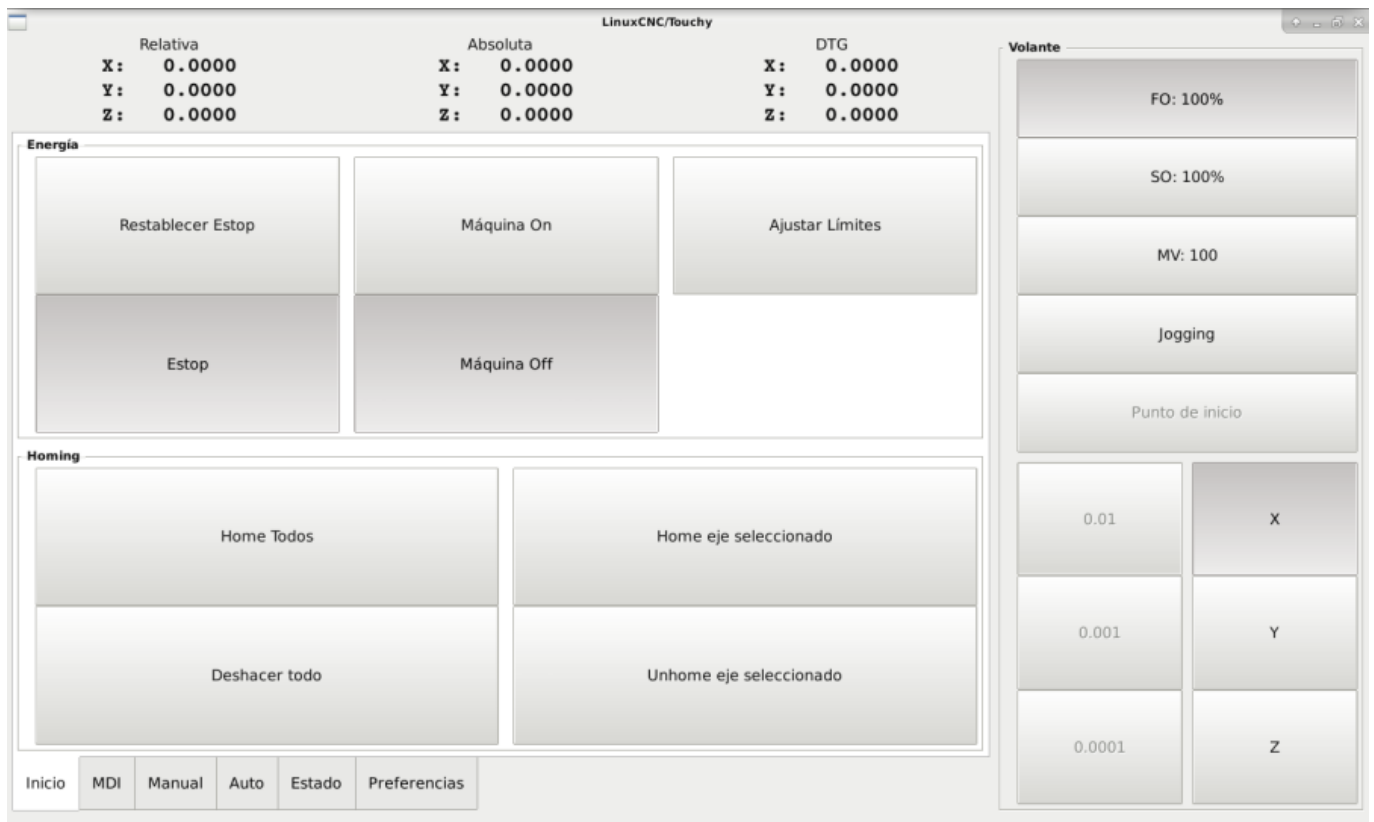 LinuxCNC/Touchy
Relativa Absoluta DTG
X: 0.0000 X: 0.0000 X: 0.0000
Y: 0.0000 Y: 0.0000 Y: 0.0000
Z: 0.0000 Z: 0.0000 Z: 0.0000
Energía
Restablecer Estop Máquina On Ajustar Límites
Estop Máquina Off
Homing
Home Todos Home eje seleccionado
Deshacer todo Unhome eje seleccionado
Inicio MDI Manual Auto Estado Preferencias
Volante
FO: 100%
SO: 100%
MV: 100
Jogging
Punto de inicio
0.01 X
0.001 Y
0.0001 Z